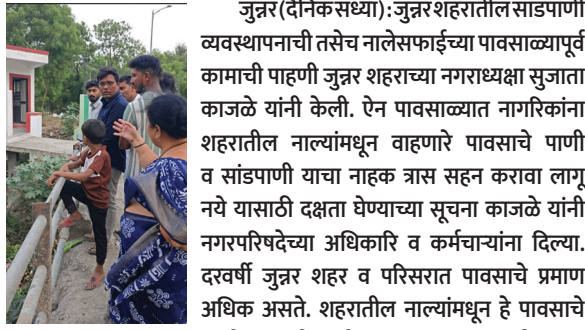 जुन्नर (दैनिक सध्या) : जुन्नर शहरातील सांडपाणी
व्यवस्थापनाची तसेच नालेसफाईच्या पावसाळ्यापूर्व
कामाची पाहणी जुन्नर शहराच्या नगराध्यक्षा सुजाता
काजळे यांनी केली. ऐन पावसाळ्यात नागरिकांना
शहरातील नाल्यांमधून वाहणारे पावसाचे पाणी
व सांडपाणी याचा नाहक त्रास सहन करावा लागू
नये यासाठी दक्षता घेण्याच्या सूचना काजळे यांनी
नगरपरिषदेच्या अधिकारि व कर्मचाऱ्यांना दिल्या.
दरवर्षी जुन्नर शहर व परिसरात पावसाचे प्रमाण
अधिक असते. शहरातील नाल्यांमधून हे पावसाचे